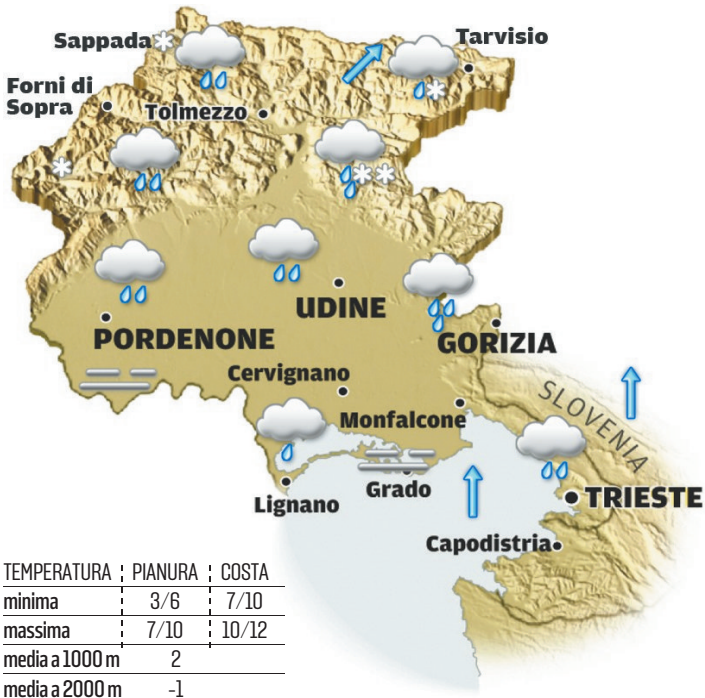 Sappada
Tarvisio
Forni di
Sopra
Tolmezzo
UDINE
PORDENONE
GORIZIA
Cervignano
SLOVENIA
Monfalcone
Grado
Lignano
TRIESTE
Capodistria
TEMPERATURA PIANURA COSTA
minima 3/6 7/10
massima 7/10 10/12
media a 1000 m 2
media a 2000 m -1